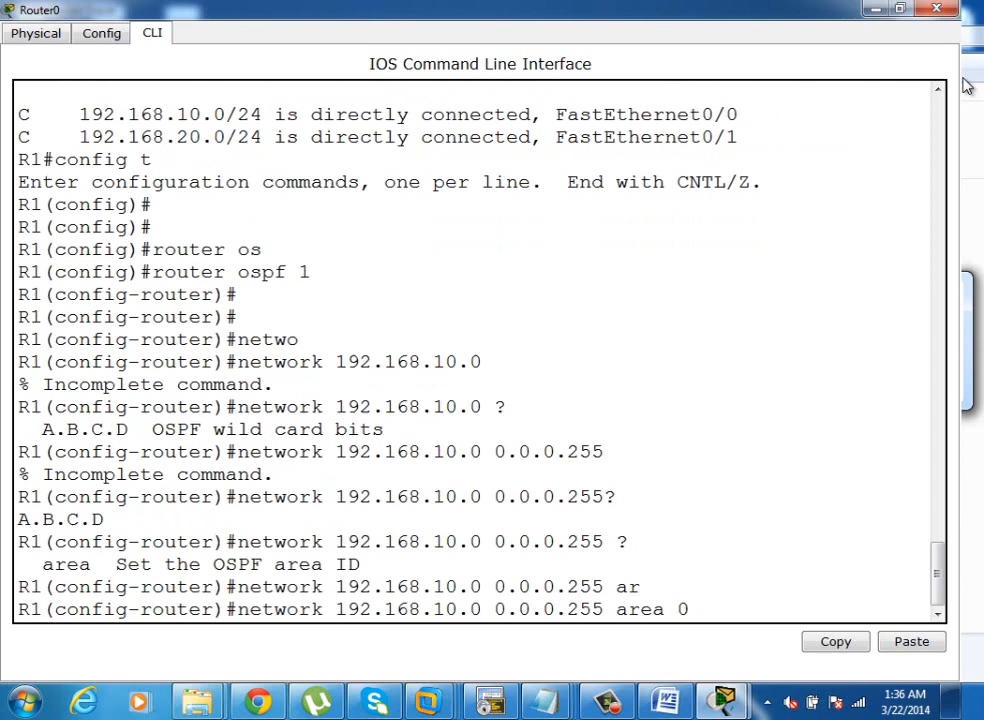 Router0
Physical Config CLI
IOS Command Line Interface
C     192.168.10.0/24 is directly connected, FastEthernet0/0
C     192.168.20.0/24 is directly connected, FastEthernet0/1
R1#config t
Enter configuration commands, one per line.  End with CNTL/Z.
R1(config)#
R1(config)#
R1(config)#router os
R1(config)#router ospf 1
R1(config-router)#
R1(config-router)#
R1(config-router)#netwo
R1(config-router)#network 192.168.10.0
% Incomplete command.
R1(config-router)#network 192.168.10.0 ?
  A.B.C.D  OSPF wild card bits
R1(config-router)#network 192.168.10.0 0.0.0.255
% Incomplete command.
R1(config-router)#network 192.168.10.0 0.0.0.255?
A.B.C.D
R1(config-router)#network 192.168.10.0 0.0.0.255 ?
  area  Set the OSPF area ID
R1(config-router)#network 192.168.10.0 0.0.0.255 ar
R1(config-router)#network 192.168.10.0 0.0.0.255 area 0
Copy Paste
1:36 AM
3/22/2014